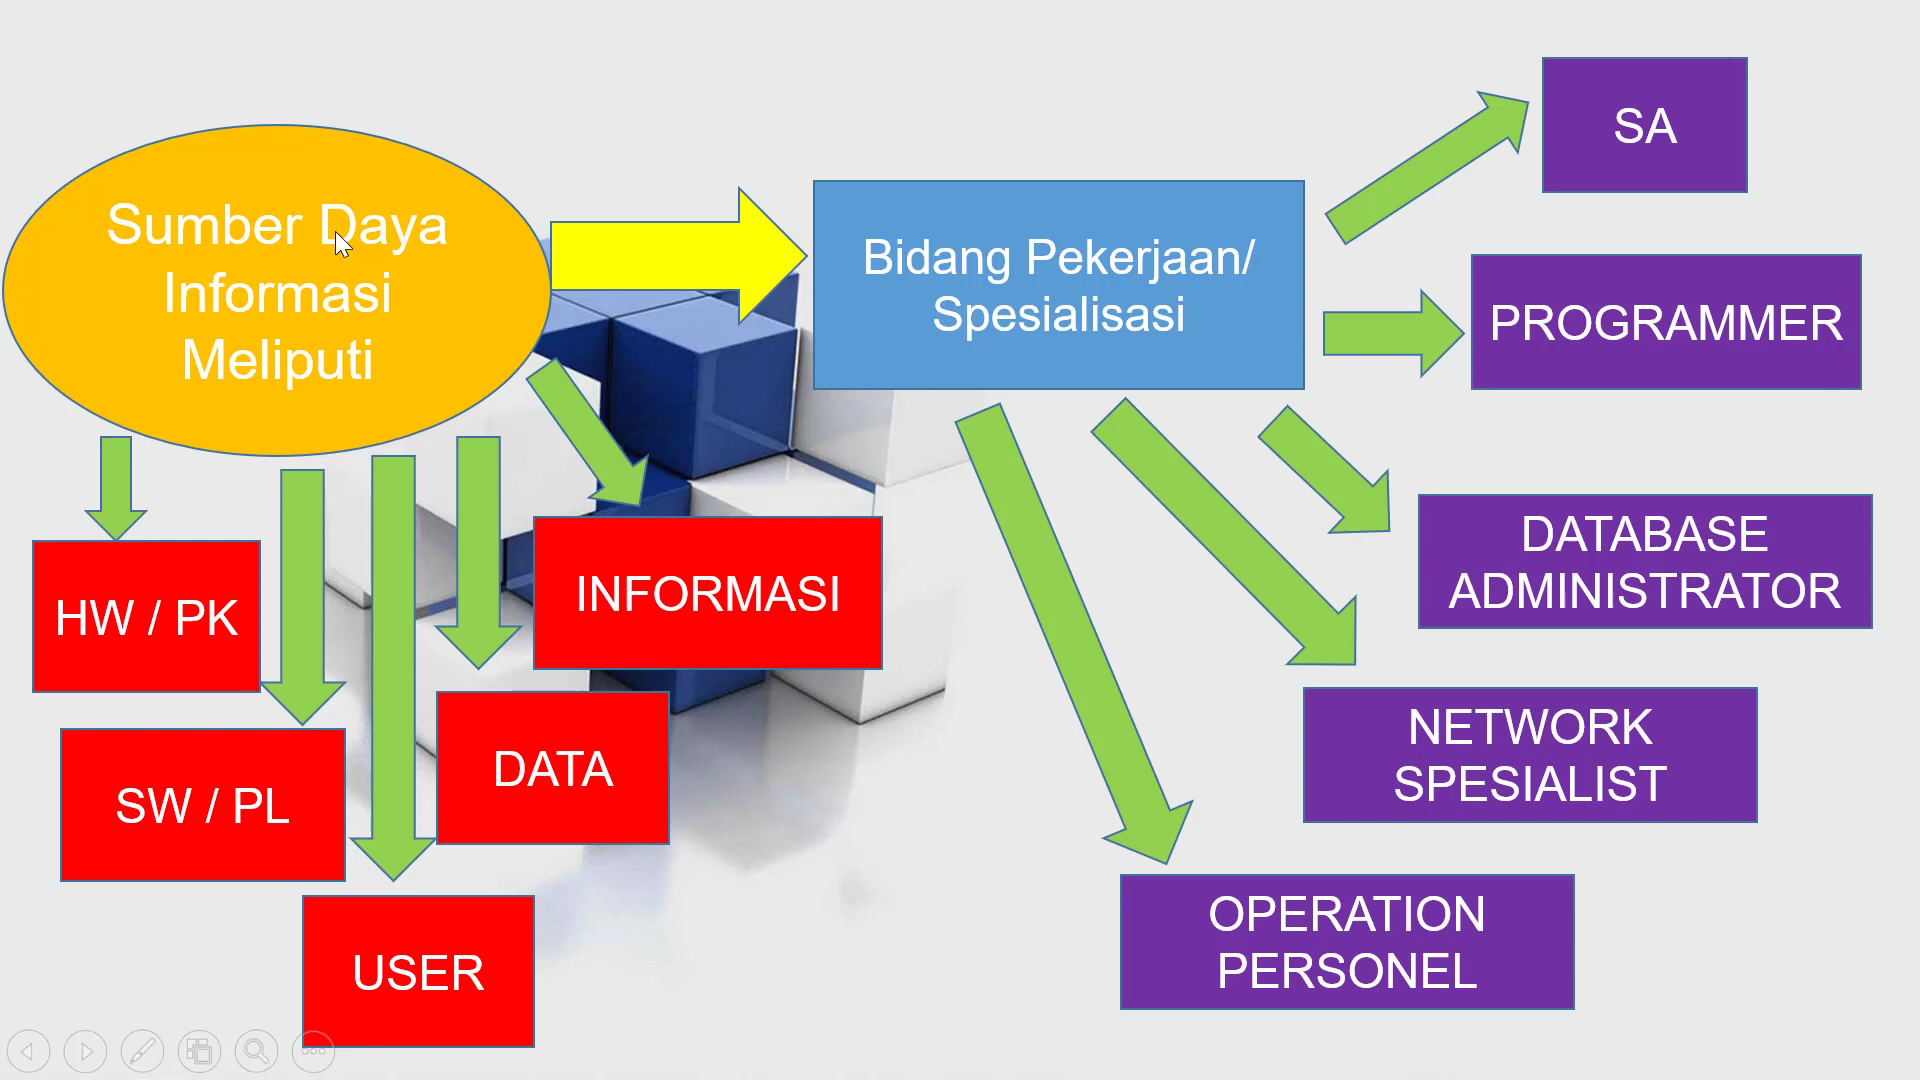 Sumber Daya
Informasi
Meliputi
Bidang Pekerjaan/
Spesialisasi
SA
PROGRAMMER
DATABASE
ADMINISTRATOR
NETWORK
SPESIALIST
OPERATION
PERSONEL
HW / PK
SW / PL
USER
DATA
INFORMASI